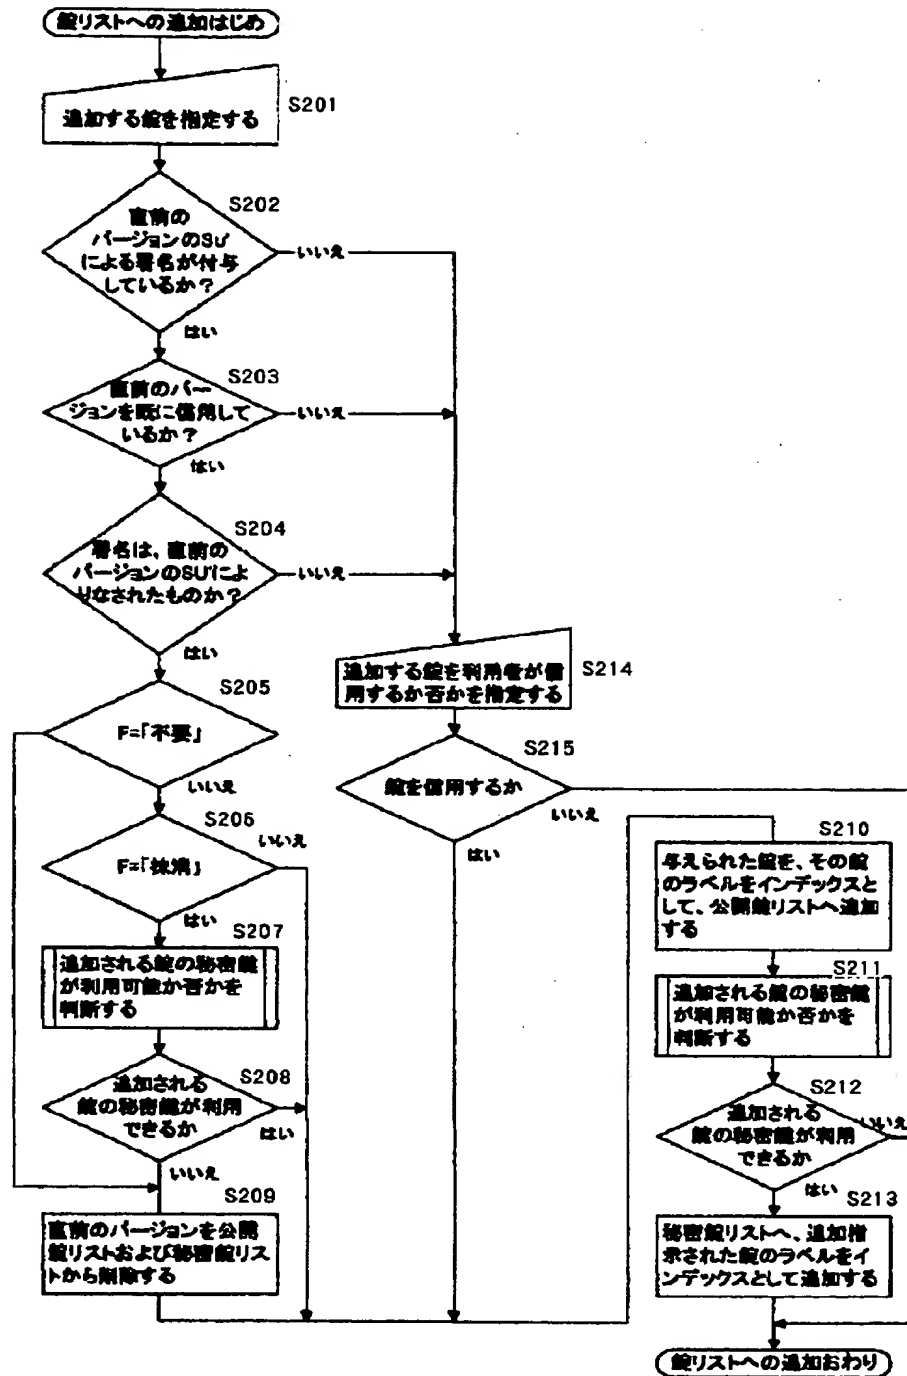 錠リストへの追加はじめ
追加する錠を指定する
S201
S202
直前の
バージョンのSU'
による署名が付与
しているか？
いいえ
はい
S203
直前のバー
ジョンを既に信用して
いるか？
いいえ
はい
S204
署名は、直前の
バージョンのSU'によ
りなされたものか？
いいえ
はい
S205
F=「不要」
いいえ
S206
いいえ
F=「抹消」
はい
S207
追加される錠の秘密鍵
が利用可能か否かを
判断する
S208
追加される
錠の秘密鍵が利用
できるか
はい
いいえ
S209
直前のバージョンを公開
錠リストおよび秘密錠リス
トから削除する
追加する錠を利用者が信
用するか否かを指定する
S214
S215
錠を信用するか
いいえ
はい
S210
与えられた錠を、その錠
のラベルをインデックスと
して、公開錠リストへ追加
する
S211
追加される錠の秘密鍵
が利用可能か否かを
判断する
S212
追加される
錠の秘密鍵が利用
できるか
いいえ
はい
S213
秘密錠リストへ、追加指
示された錠のラベルをイ
ンデックスとして追加する
錠リストへの追加おわり